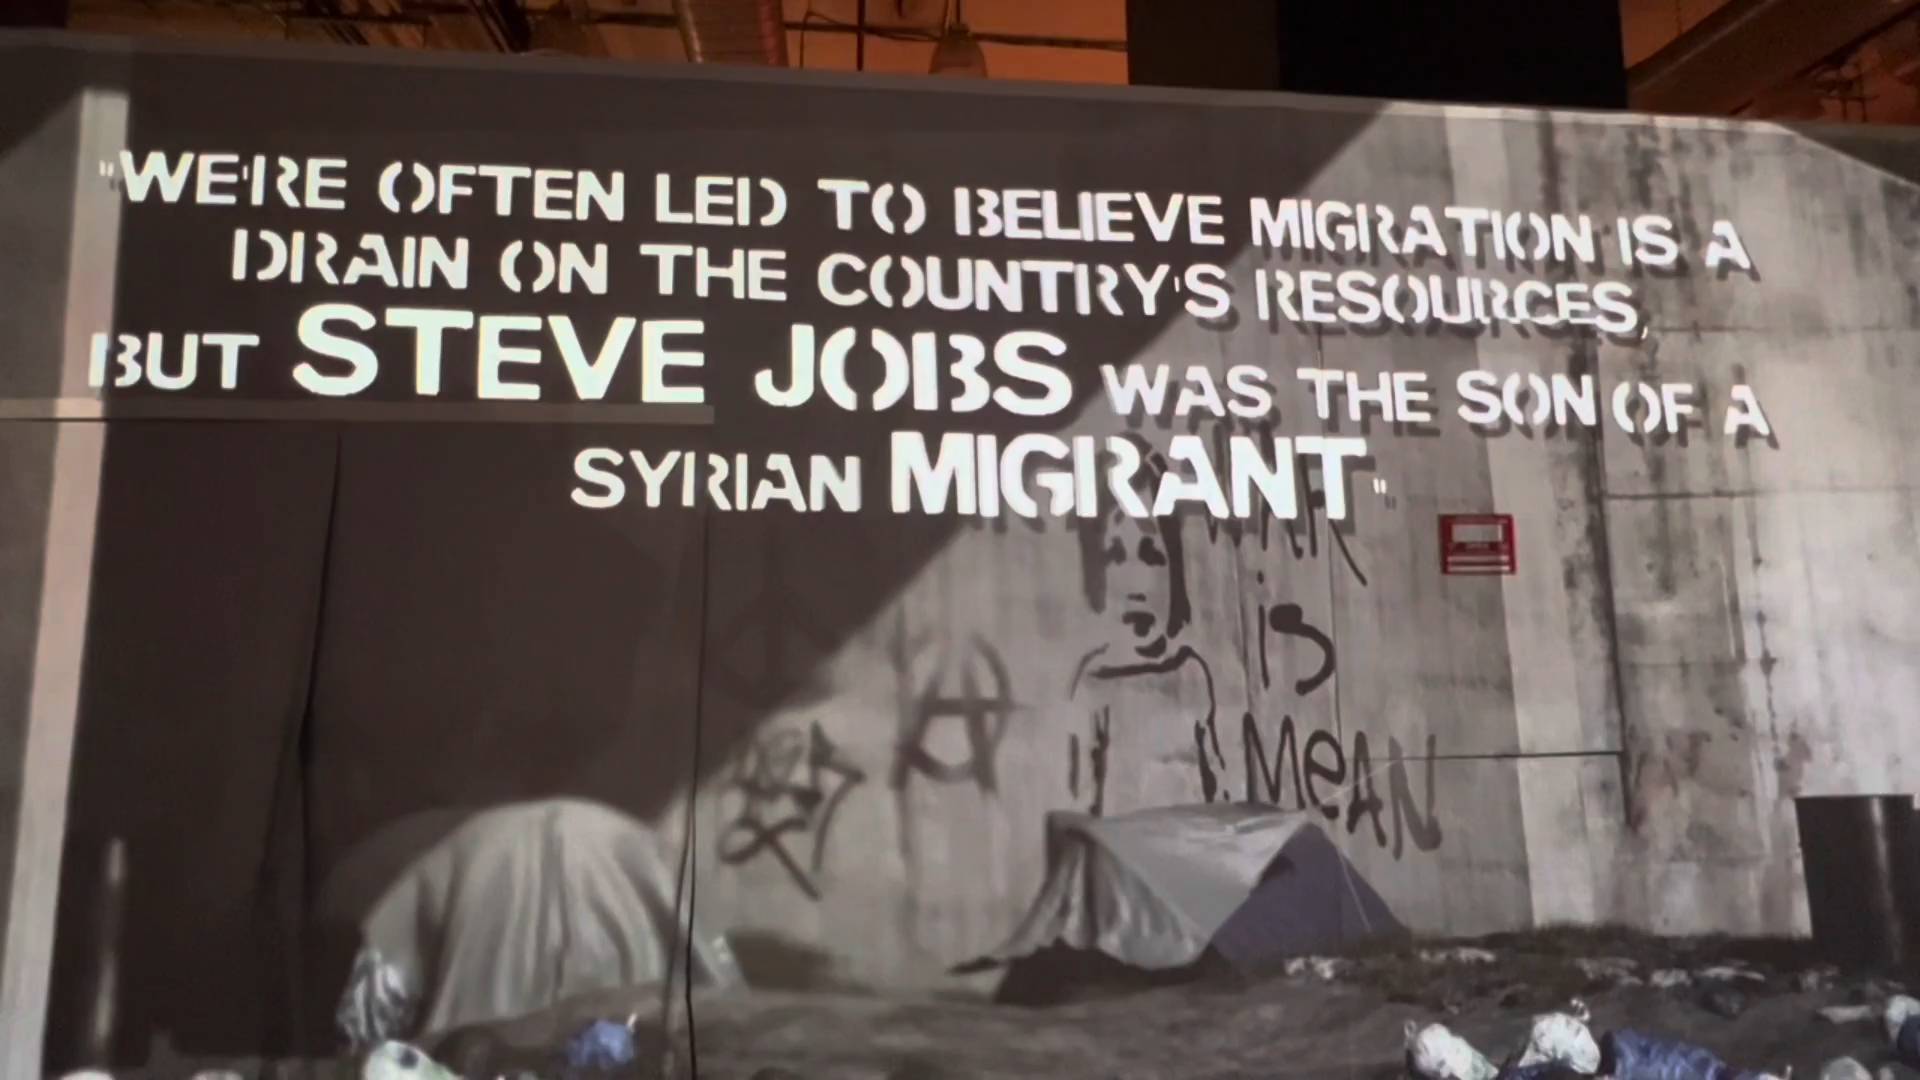 "WE'RE OFTEN LED TO BELIEVE MIGRATION IS A
DRAIN ON THE COUNTRY'S RESOURCES,
BUT STEVE JOBS WAS THE SON OF A
SYRIAN MIGRANT"
WAR
is
MeAN